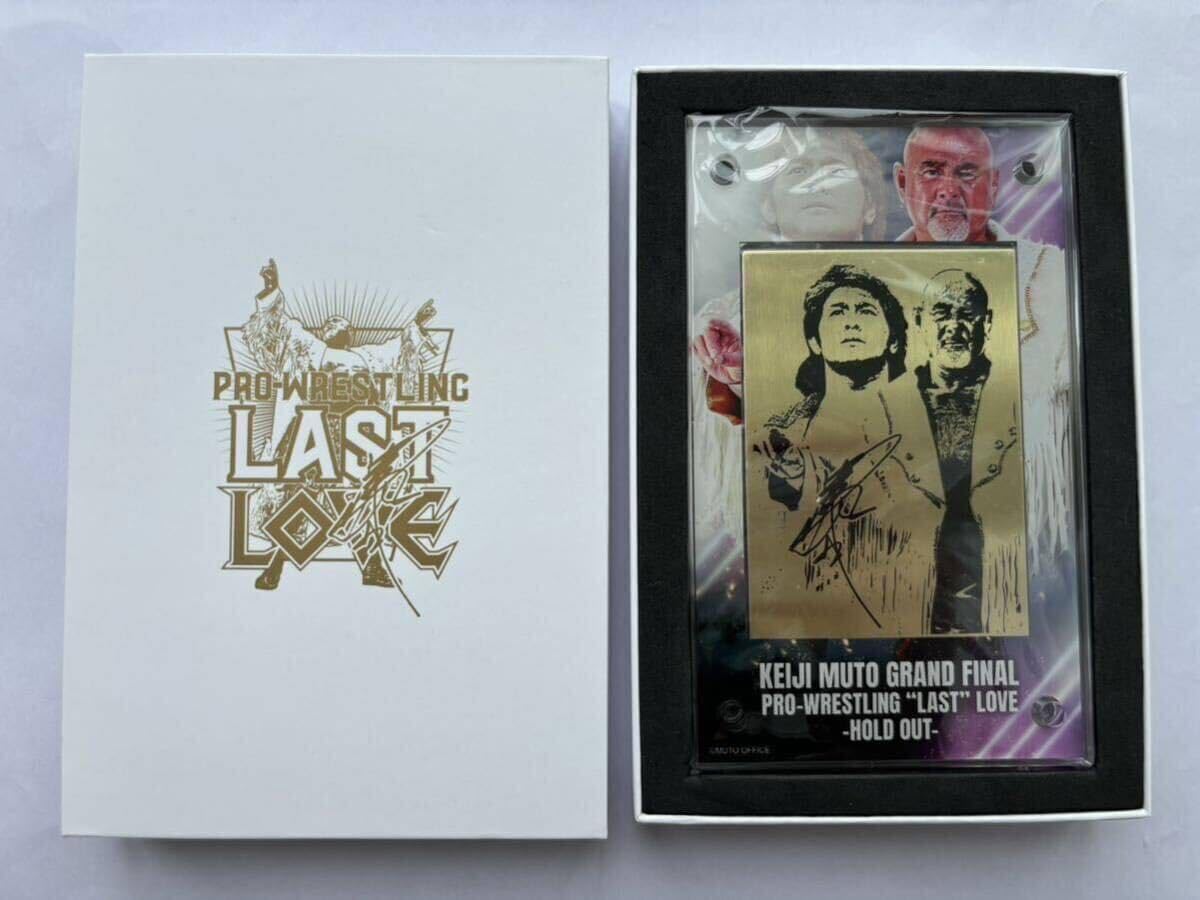 PRO-WRESTLING
LAST
LOVE
KEIJI MUTO GRAND FINAL
PRO-WRESTLING “LAST” LOVE
-HOLD OUT-
©MUTO OFFICE